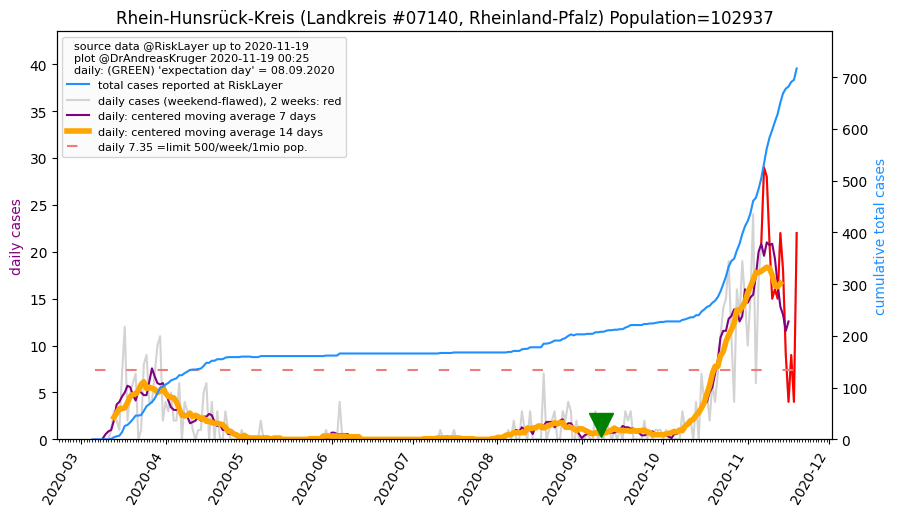 Rhein-Hunsrück-Kreis (Landkreis #07140, Rheinland-Pfalz) Population=102937
source data @RiskLayer up to 2020-11-19
plot @DrAndreasKruger 2020-11-19 00:25
daily: (GREEN) 'expectation day' = 08.09.2020
total cases reported at RiskLayer
daily cases (weekend-flawed), 2 weeks: red
daily: centered moving average 7 days
daily: centered moving average 14 days
daily 7.35 =limit 500/week/1mio pop.
daily cases
40
35
30
25
20
15
10
5
0
700
600
500
400
300
200
100
0
cumulative total cases
2020-03
2020-04
2020-05
2020-06
2020-07
2020-08
2020-09
2020-10
2020-11
2020-12